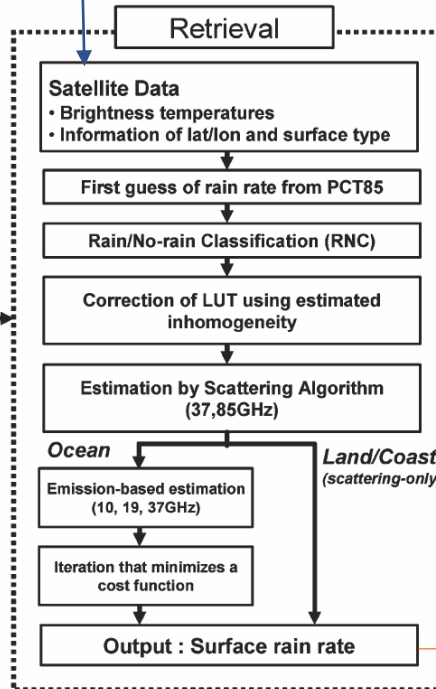 Retrieval
Satellite Data
• Brightness temperatures
• Information of lat/lon and surface type
First guess of rain rate from PCT85
Rain/No-rain Classification (RNC)
Correction of LUT using estimated
inhomogeneity
Estimation by Scattering Algorithm
(37,85GHz)
Ocean
Land/Coast
(scattering-only)
Emission-based estimation
(10, 19, 37GHz)
Iteration that minimizes a
cost function
Output : Surface rain rate